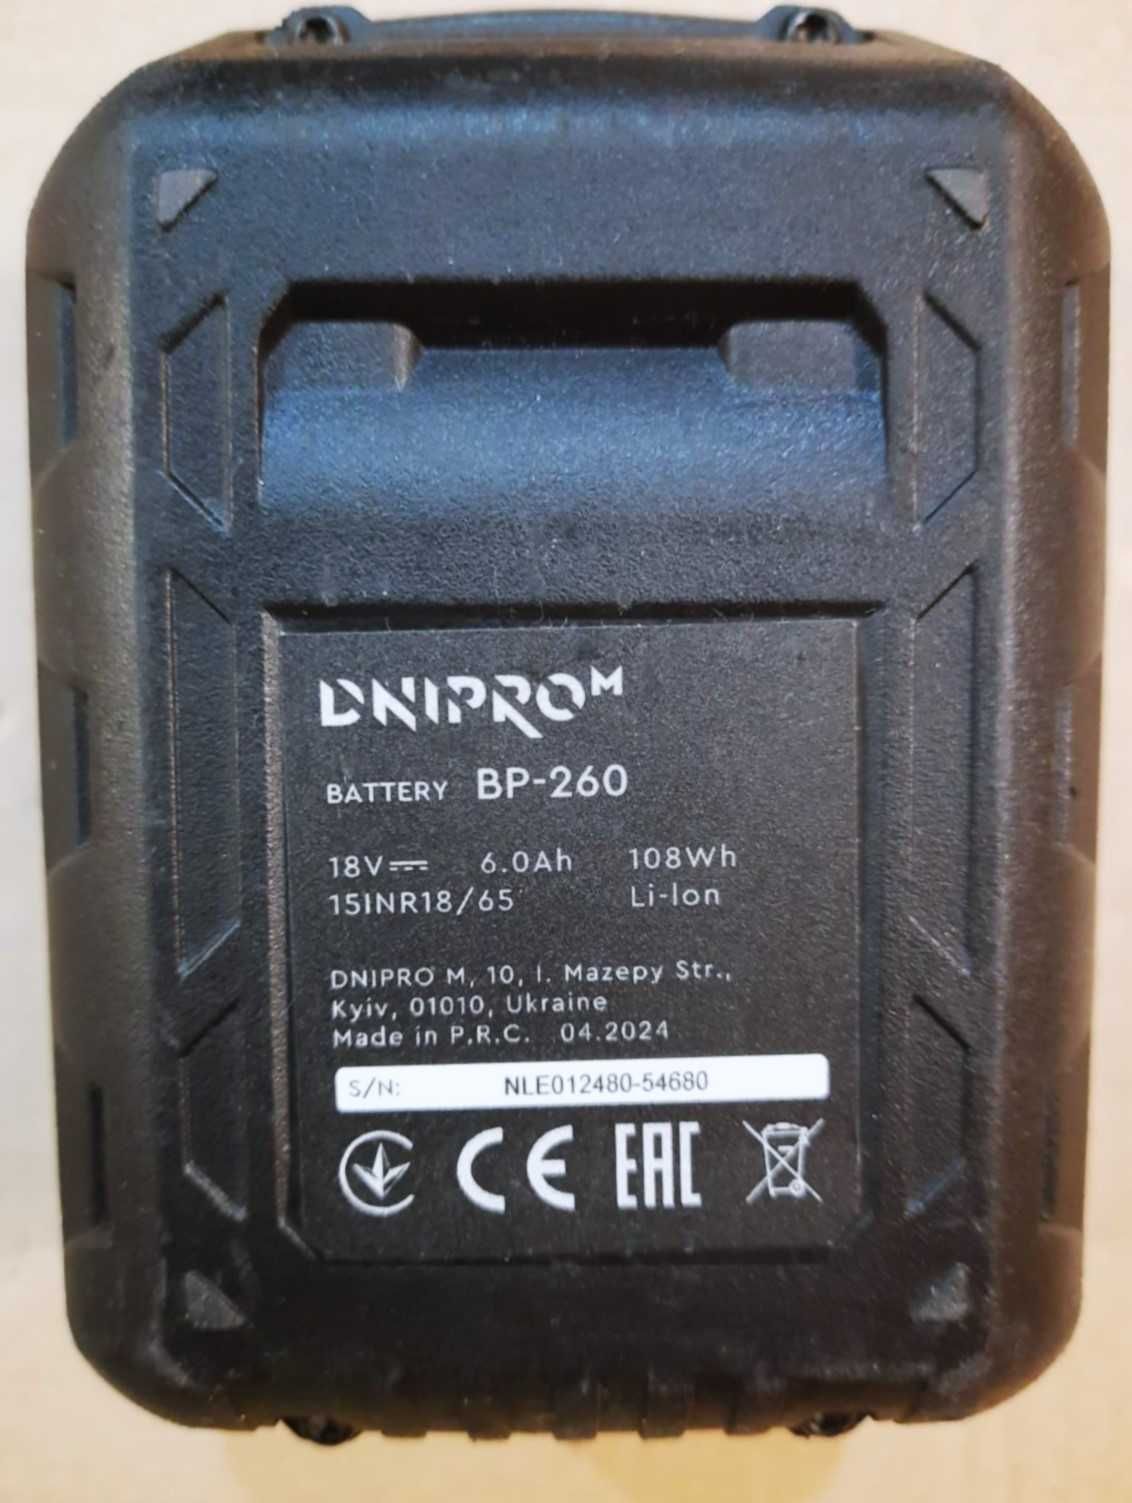 DNIPRO M
BATTERY BP-260
18V 6.0Ah 108Wh
15INR18/65 Li-Ion
DNIPRO M, 10, I. Mazepy Str.,
Kyiv, 01010, Ukraine
Made in P.R.C. 04.2024
S/N: NLE012480-54680
CE EAC